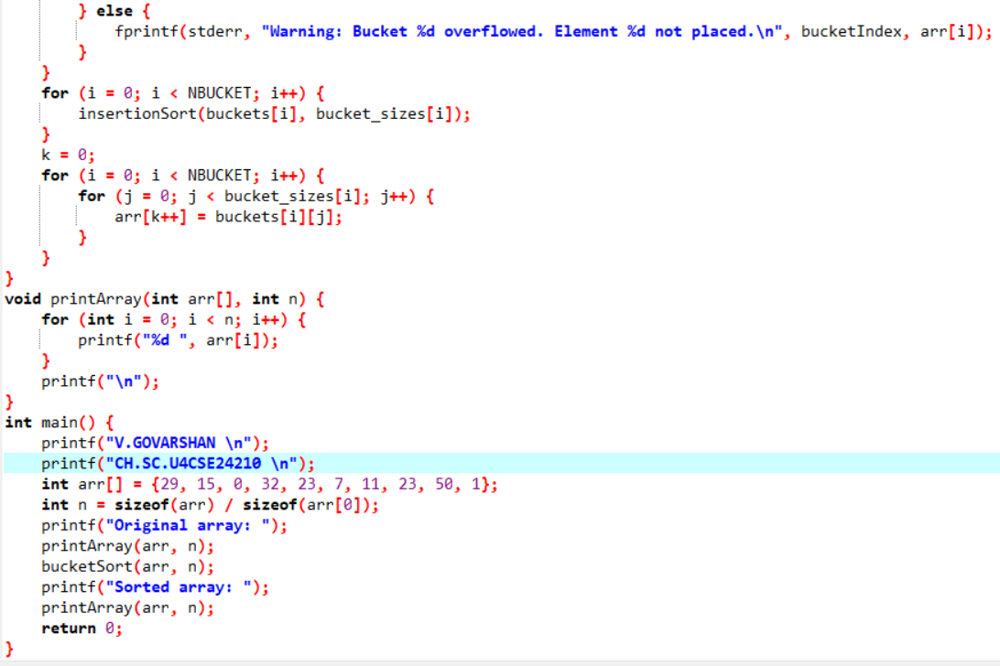 } else {
            fprintf(stderr, "Warning: Bucket %d overflowed. Element %d not placed.\n", bucketIndex, arr[i]);
        }
    }
    for (i = 0; i < NBUCKET; i++) {
        insertionSort(buckets[i], bucket_sizes[i]);
    }
    k = 0;
    for (i = 0; i < NBUCKET; i++) {
        for (j = 0; j < bucket_sizes[i]; j++) {
            arr[k++] = buckets[i][j];
        }
    }
}
void printArray(int arr[], int n) {
    for (int i = 0; i < n; i++) {
        printf("%d ", arr[i]);
    }
    printf("\n");
}
int main() {
    printf("V.GOVARSHAN \n");
    printf("CH.SC.U4CSE24210 \n");
    int arr[] = {29, 15, 0, 32, 23, 7, 11, 23, 50, 1};
    int n = sizeof(arr) / sizeof(arr[0]);
    printf("Original array: ");
    printArray(arr, n);
    bucketSort(arr, n);
    printf("Sorted array: ");
    printArray(arr, n);
    return 0;
}